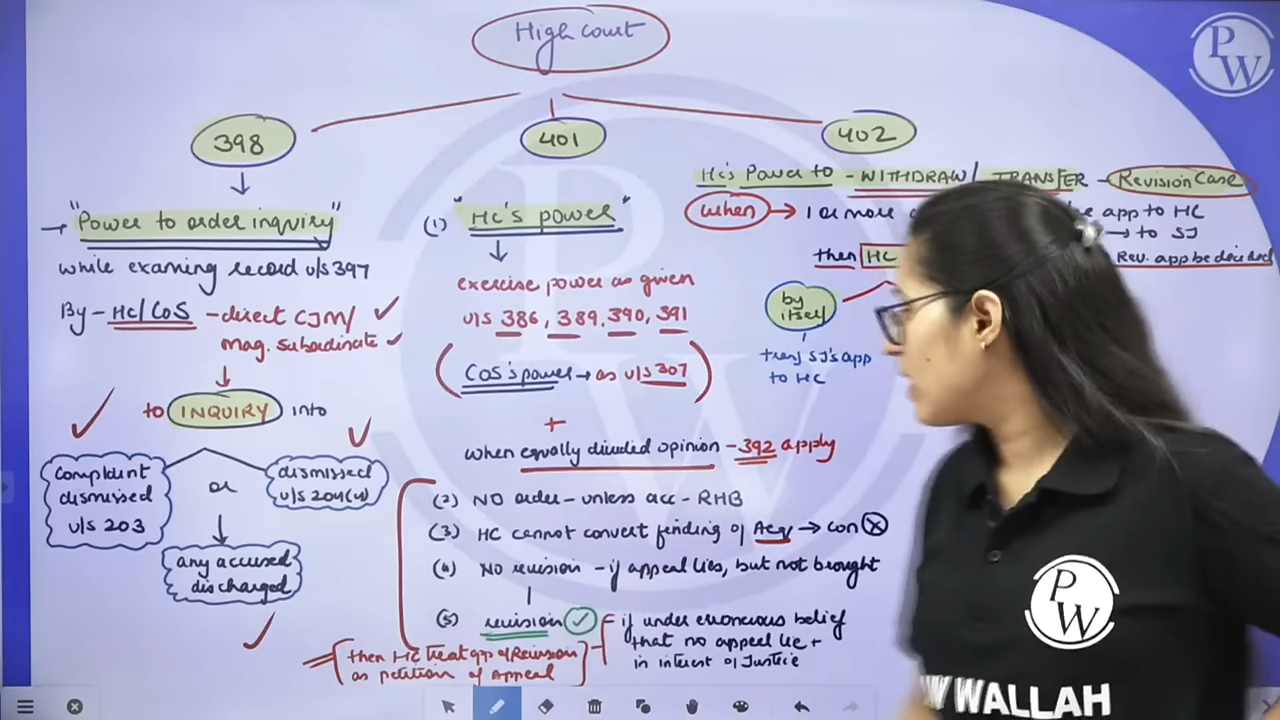 High court
PW
398
401
402
"Power to order inquiry"
while examing record u/s 397
By - HC/CoS - direct CJM/
mag. subordinate
to INQUIRY into
complaint
dismissed
u/s 203
or
dismissed
u/s 204(4)
any accused
discharged
(1) "HC's power"
exercise power as given
u/s 386, 389, 390, 391
(COS's power → as u/s 307)
+
when equally divided opinion - 392 apply
(2) NO order - unless acc - RHB
(3) HC cannot convert finding of Acq → con
(4) NO revision - if appeal lies, but not brought
(5) revision
if under erroneous belief
that no appeal lie +
in interest of Justice
then HC treat app of Revision
as petition of Appeal
HC's Power to - WITHDRAW/ TRANSFER - Revision Case
when → 1 or more
app to HC
→ to SJ
then HC
Rev. app be decided
by
itself
transf SJ's app
to HC
PW
WALLAH